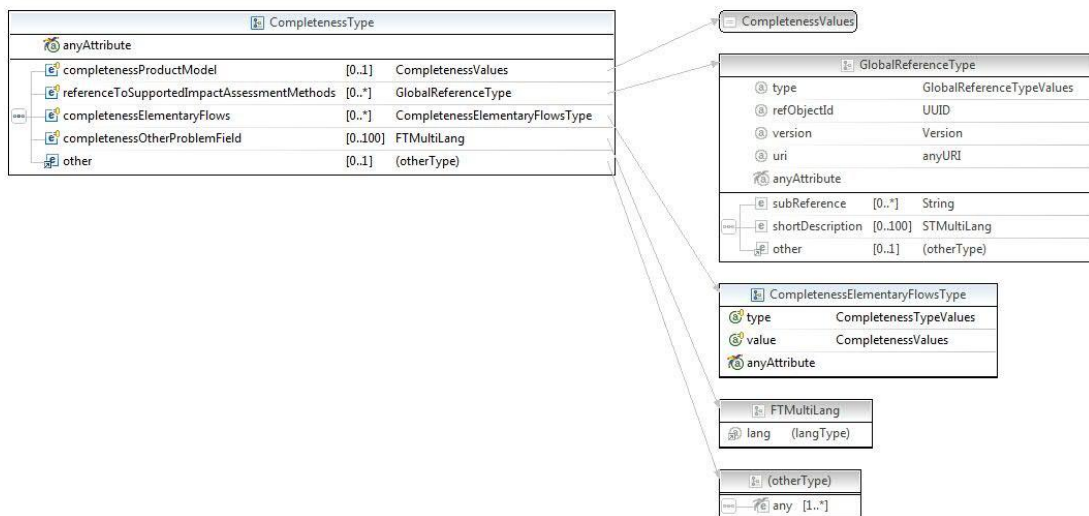 CompletenessType
anyAttribute
completenessProductModel [0..1] CompletenessValues
referenceToSupportedImpactAssessmentMethods [0..*] GlobalReferenceType
completenessElementaryFlows [0..*] CompletenessElementaryFlowsType
completenessOtherProblemField [0..100] FTMultiLang
other [0..1] (otherType)
CompletenessValues
GlobalReferenceType
type GlobalReferenceTypeValues
refObjectId UUID
version Version
uri anyURI
anyAttribute
subReference [0..*] String
shortDescription [0..100] STMultiLang
other [0..1] (otherType)
CompletenessElementaryFlowsType
type CompletenessTypeValues
value CompletenessValues
anyAttribute
FTMultiLang
lang (langType)
(otherType)
any [1..*]